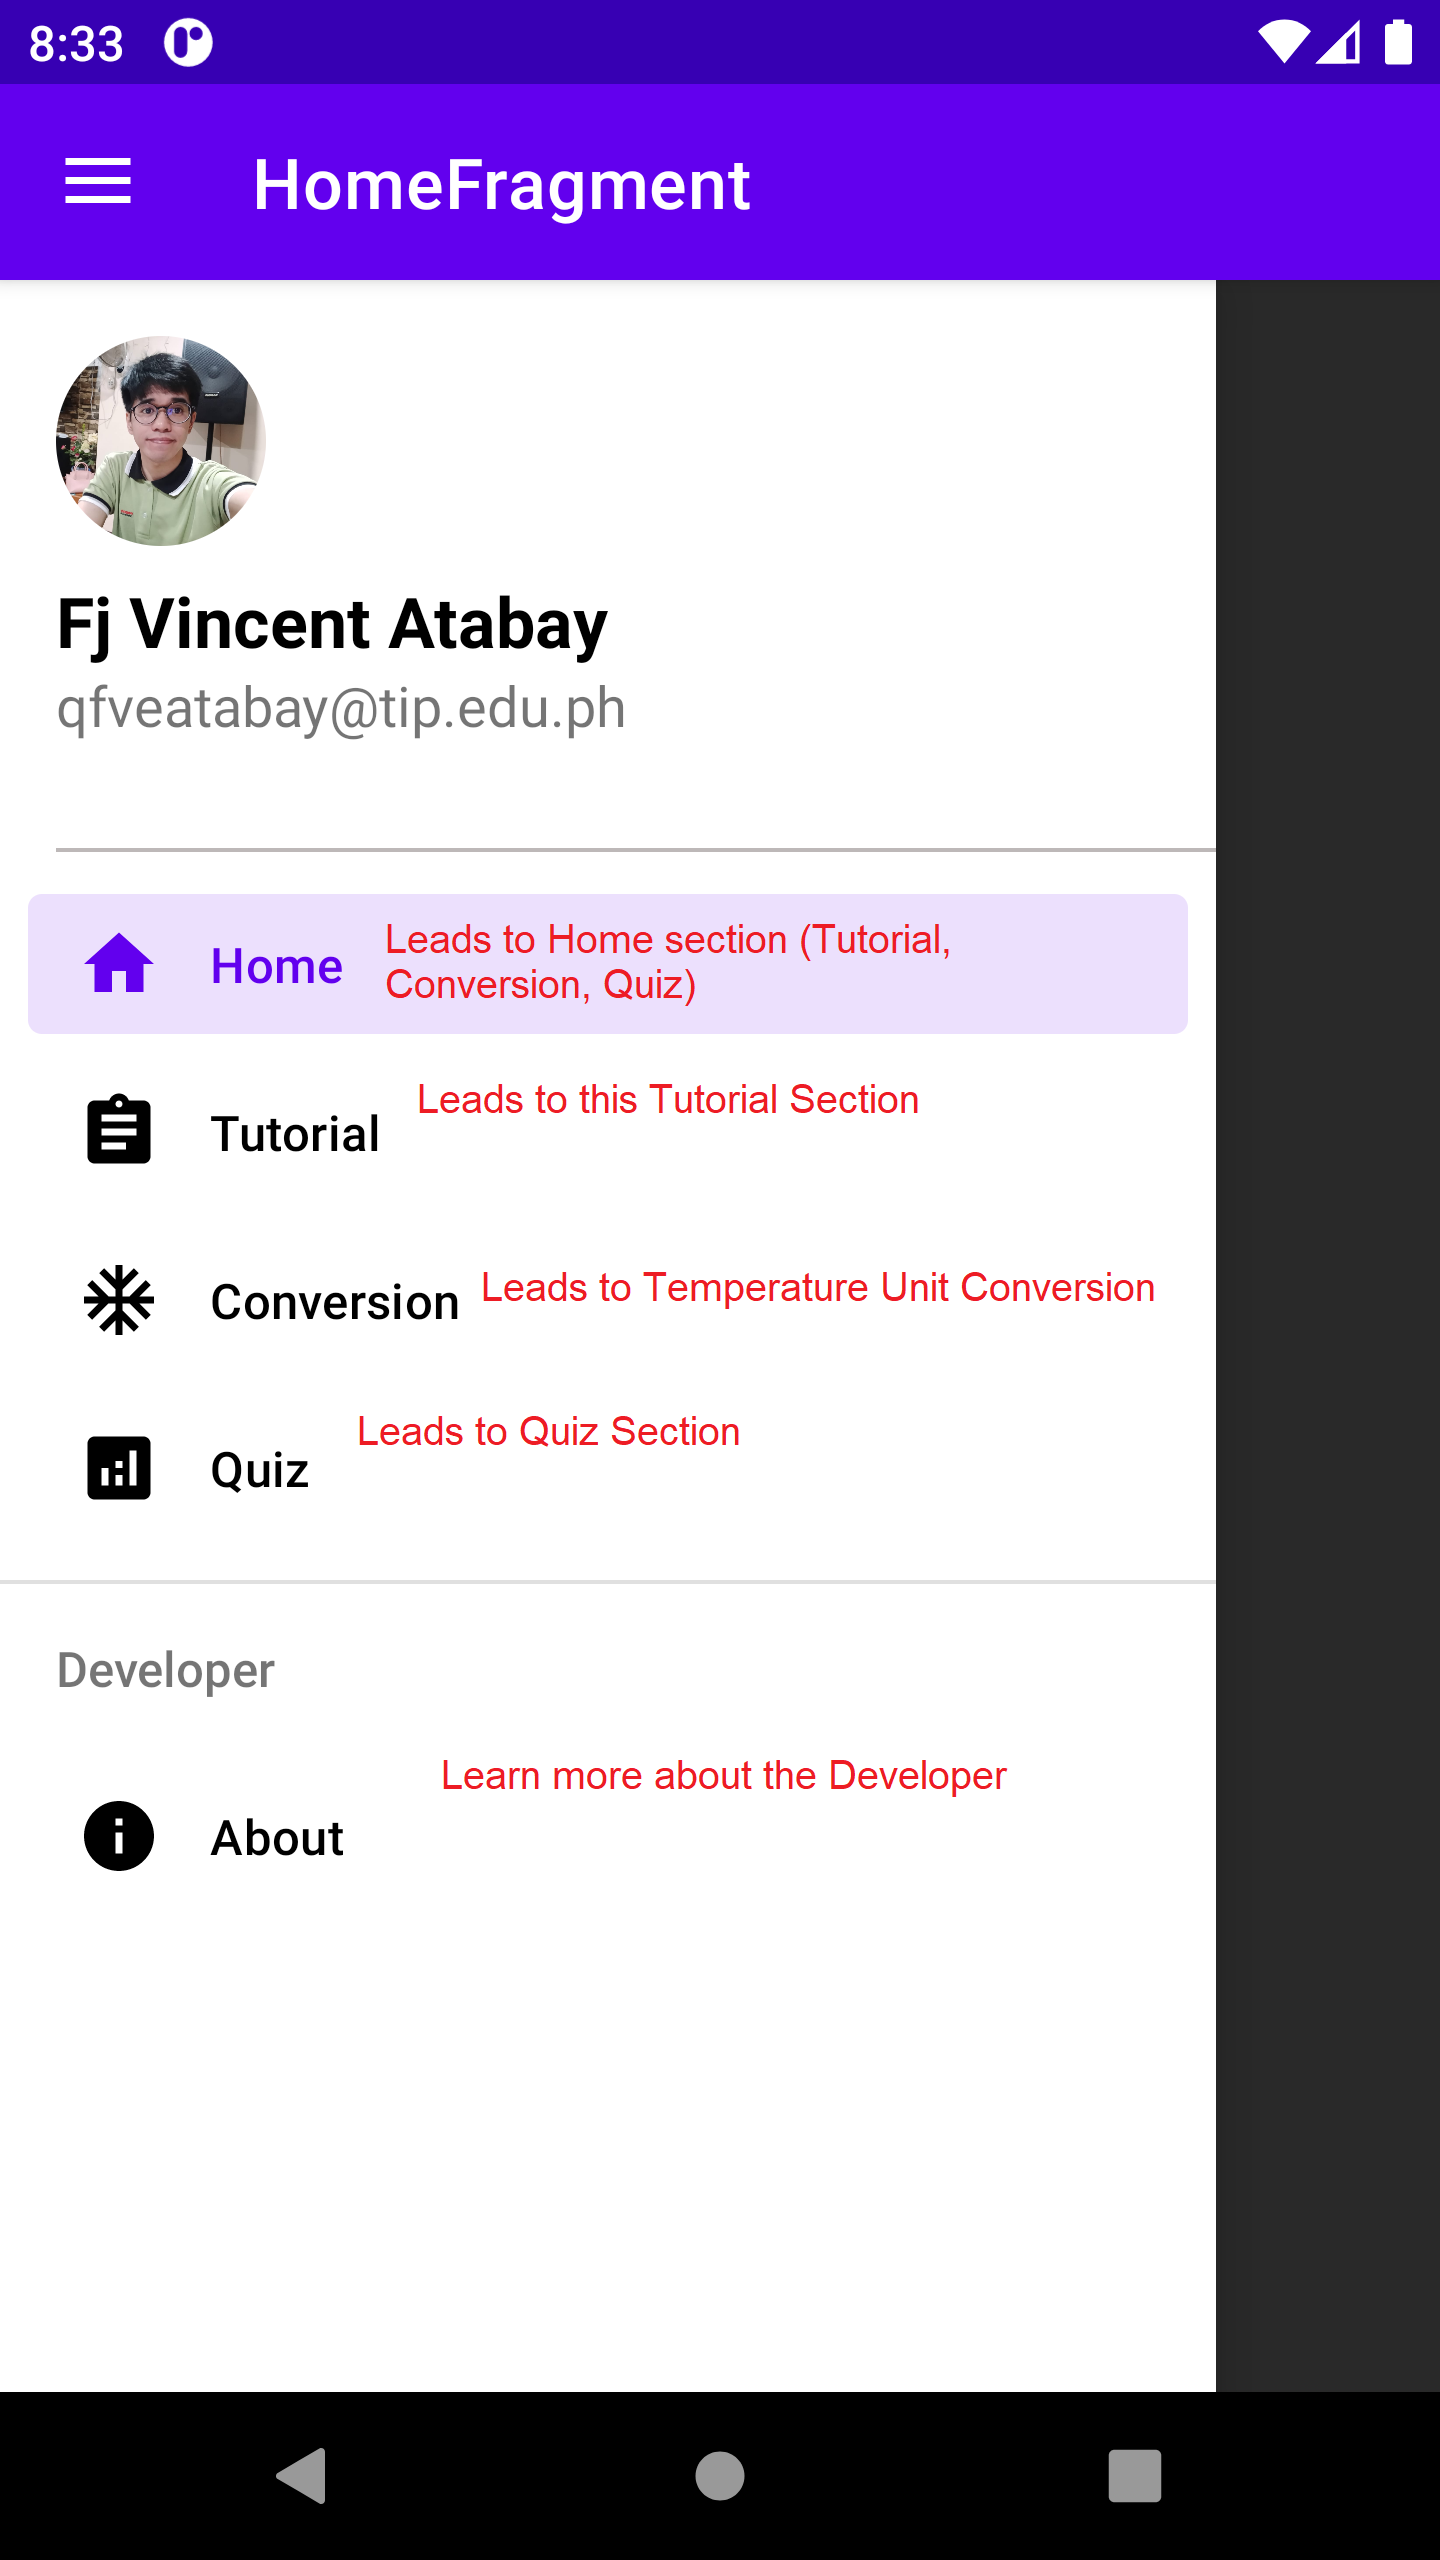 8:33
HomeFragment
Fj Vincent Atabay
qfveatabay@tip.edu.ph
Home
Leads to Home section (Tutorial,
Conversion, Quiz)
Tutorial
Leads to this Tutorial Section
Conversion
Leads to Temperature Unit Conversion
Quiz
Leads to Quiz Section
Developer
Learn more about the Developer
About